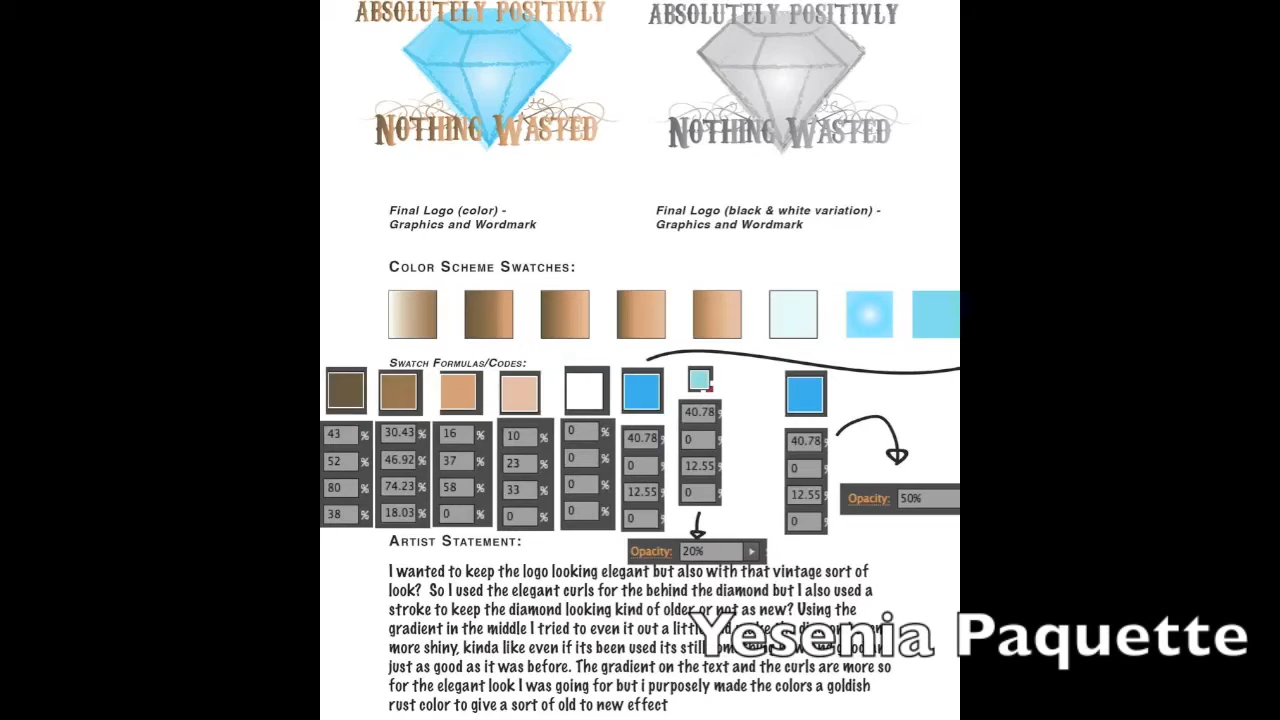 ABSOLUTELY POSITIVLY
NOTHING WASTED
ABSOLUTELY POSITIVLY
NOTHING WASTED
Final Logo (color) -
Graphics and Wordmark
Final Logo (black & white variation) -
Graphics and Wordmark
COLOR SCHEME SWATCHES:
SWATCH FORMULAS/CODES:
43 %
52 %
80 %
38 %
30.43 %
46.92 %
74.23 %
18.03 %
16 %
37 %
58 %
0 %
10 %
23 %
33 %
0 %
0 %
0 %
0 %
0 %
40.78
0
12.55
0
40.78
0
12.55
0
Opacity: 20%
40.78
0
12.55
0
Opacity: 50%
ARTIST STATEMENT:
I wanted to keep the logo looking elegant but also with that vintage sort of
look? So I used the elegant curls for the behind the diamond but I also used a
stroke to keep the diamond looking kind of older or not as new? Using the
gradient in the middle I tried to even it out a
more shiny, kinda like even if its been used its
just as good as it was before. The gradient on the text and the curls are more so
for the elegant look I was going for but i purposely made the colors a goldish
rust color to give a sort of old to new effect
Yesenia Paquette